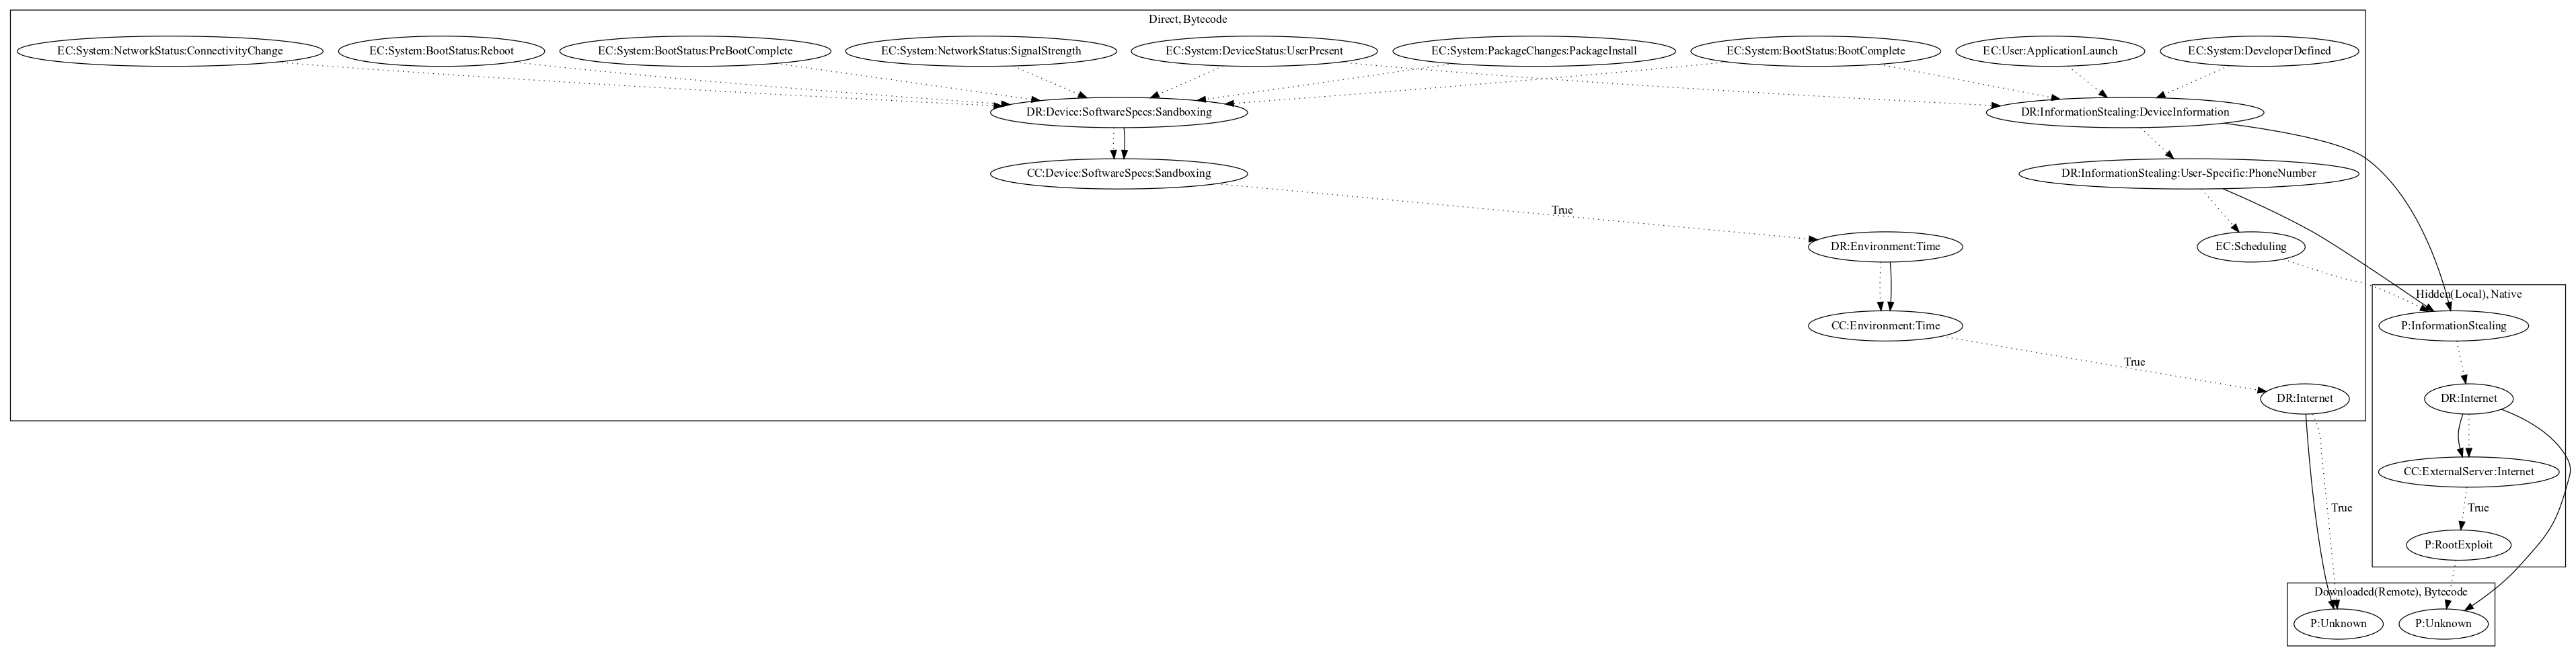 Direct, Bytecode
EC:System:NetworkStatus:ConnectivityChange
EC:System:BootStatus:Reboot
EC:System:BootStatus:PreBootComplete
EC:System:NetworkStatus:SignalStrength
EC:System:DeviceStatus:UserPresent
EC:System:PackageChanges:PackageInstall
EC:System:BootStatus:BootComplete
EC:User:ApplicationLaunch
EC:System:DeveloperDefined
DR:Device:SoftwareSpecs:Sandboxing
DR:InformationStealing:DeviceInformation
CC:Device:SoftwareSpecs:Sandboxing
DR:InformationStealing:User-Specific:PhoneNumber
True
DR:Environment:Time
EC:Scheduling
Hidden(Local), Native
CC:Environment:Time
P:InformationStealing
True
DR:Internet
DR:Internet
CC:ExternalServer:Internet
True
True
P:RootExploit
Downloaded(Remote), Bytecode
P:Unknown
P:Unknown